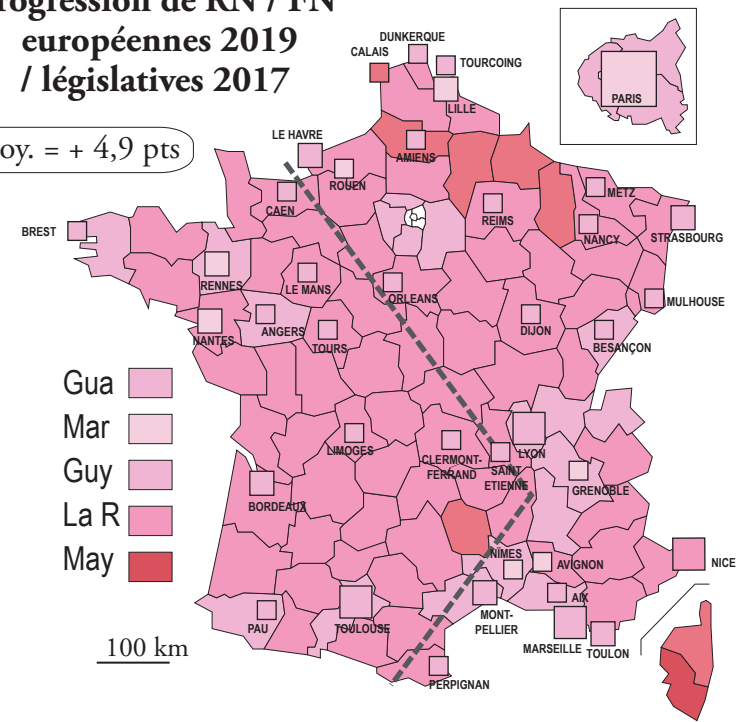 rogression de RN / FN
européennes 2019
/ législatives 2017
oy. = + 4,9 pts
DUNKERQUE
CALAIS
TOURCOING
LILLE
PARIS
LE HAVRE
AMIENS
ROUEN
METZ
CAEN
REIMS
NANCY
STRASBOURG
BREST
RENNES
LE MANS
ORLEANS
MULHOUSE
NANTES
ANGERS
TOURS
DIJON
BESANÇON
Gua
Mar
Guy
La R
May
LIMOGES
CLERMONT-
FERRAND
LYON
SAINT
ETIENNE
GRENOBLE
BORDEAUX
NÎMES
AVIGNON
NICE
AIX
PAU
TOULOUSE
MONT-
PELLIER
MARSEILLE
TOULON
PERPIGNAN
100 km